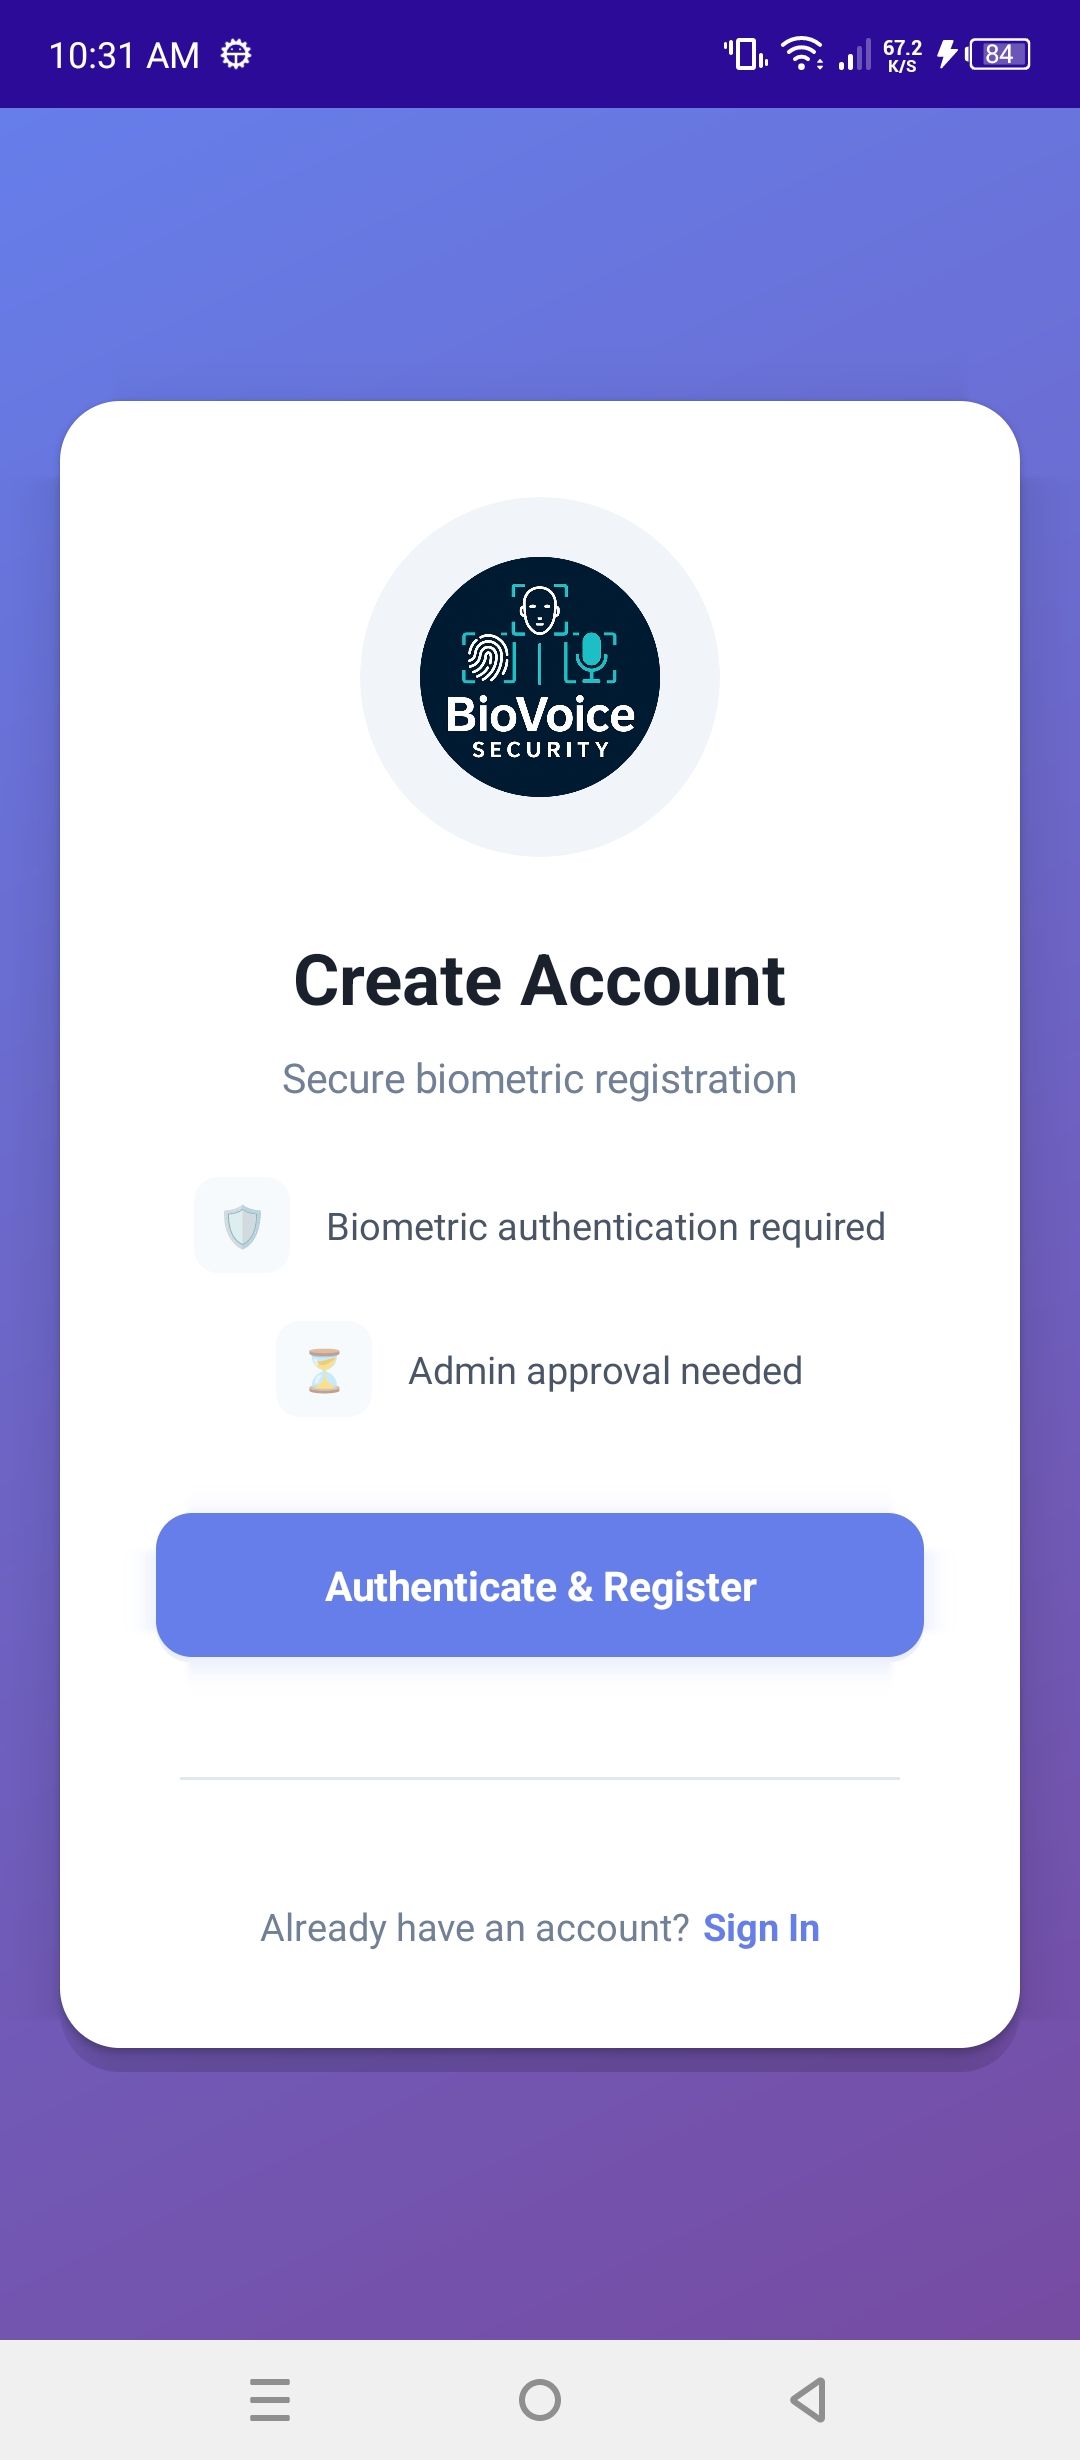 10:31 AM
67.2
K/S
84
BioVoice
SECURITY
Create Account
Secure biometric registration
Biometric authentication required
Admin approval needed
Authenticate & Register
Already have an account? Sign In